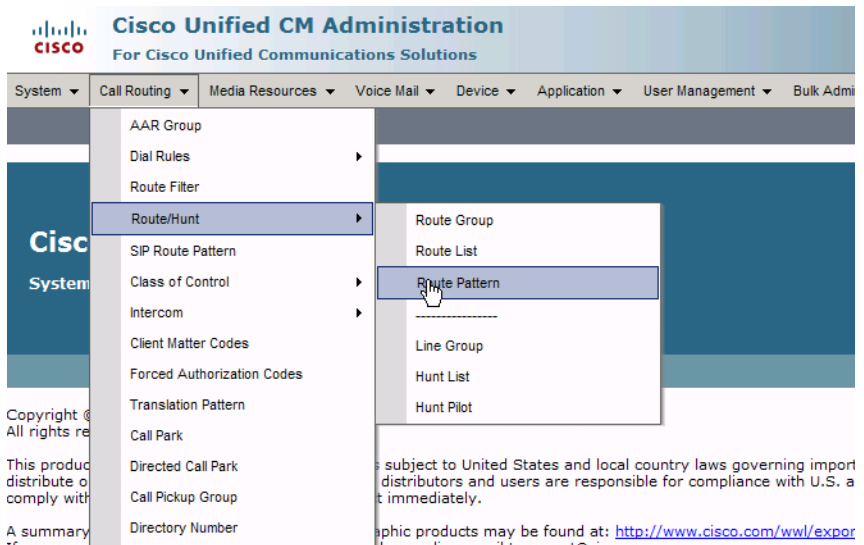 Cisco Unified CM Administration
CISCO
For Cisco Unified Communications Solutions
System Call Routing Media Resources Voice Mail Device Application User Management Bulk Admi
AAR Group
Dial Rules
Route Filter
Route/Hunt
SIP Route Pattern
Class of Control
Intercom
Client Matter Codes
Forced Authorization Codes
Translation Pattern
Call Park
Directed Call Park
Call Pickup Group
Directory Number
Route Group
Route List
Route Pattern
----------------
Line Group
Hunt List
Hunt Pilot
Cisc
System
Copyright ©
All rights re
This produc s subject to United States and local country laws governing import
distribute o distributors and users are responsible for compliance with U.S. a
comply with t immediately.
A summary aphic products may be found at: http://www.cisco.com/wwl/expor